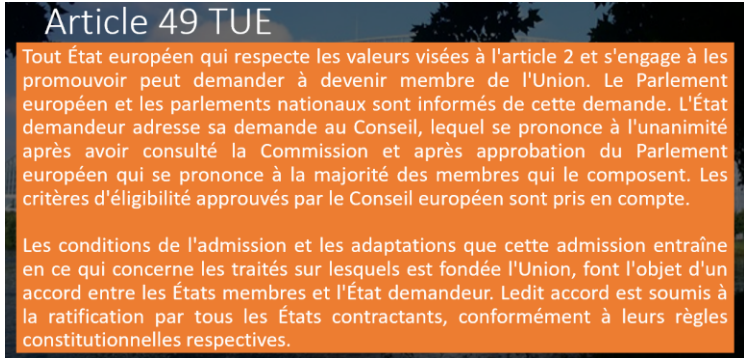 Article 49 TUE
Tout État européen qui respecte les valeurs visées à l'article 2 et s'engage à les
promouvoir peut demander à devenir membre de l'Union. Le Parlement
européen et les parlements nationaux sont informés de cette demande. L'État
demandeur adresse sa demande au Conseil, lequel se prononce à l'unanimité
après avoir consulté la Commission et après approbation du Parlement
européen qui se prononce à la majorité des membres qui le composent. Les
critères d'éligibilité approuvés par le Conseil européen sont pris en compte.
Les conditions de l'admission et les adaptations que cette admission entraîne
en ce qui concerne les traités sur lesquels est fondée l'Union, font l'objet d'un
accord entre les États membres et l'État demandeur. Ledit accord est soumis à
la ratification par tous les États contractants, conformément à leurs règles
constitutionnelles respectives.